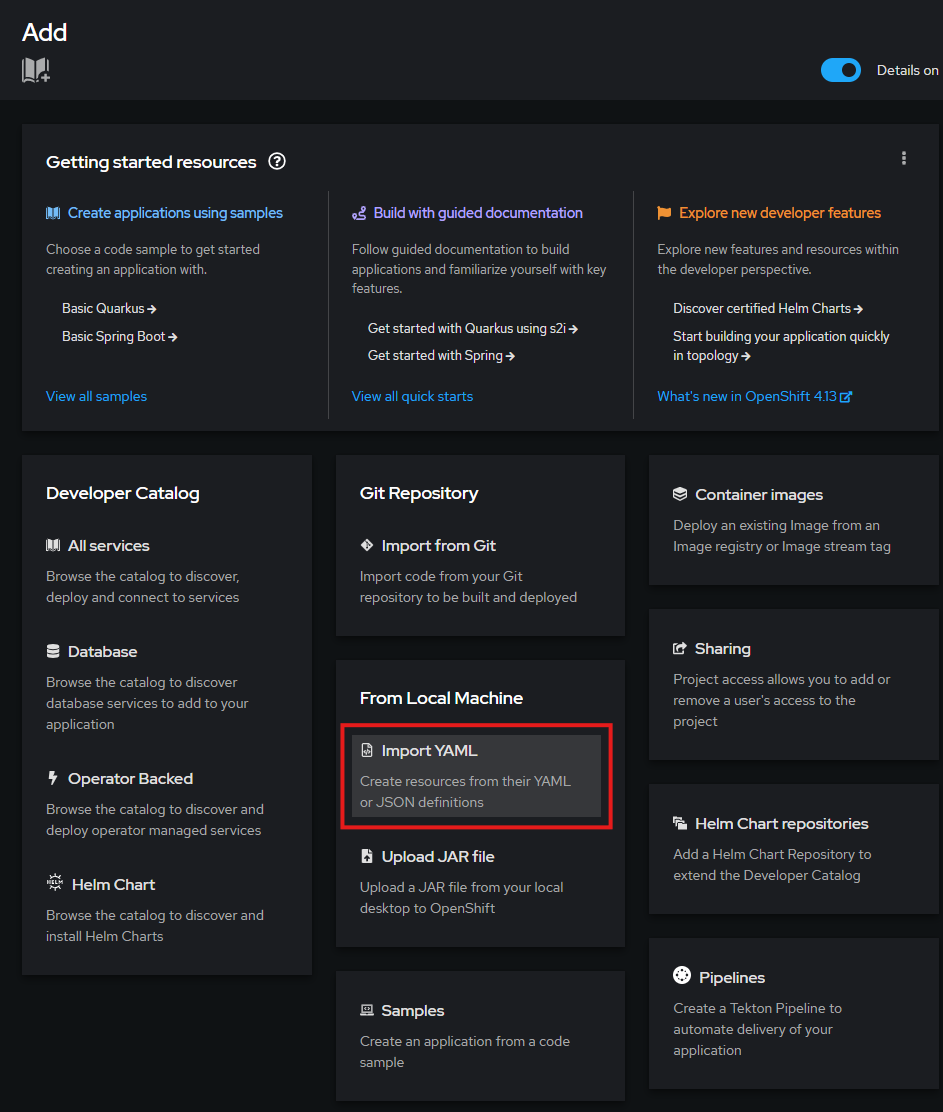 Add
Details on
Getting started resources
Create applications using samples
Choose a code sample to get started
creating an application with.
Basic Quarkus
Basic Spring Boot
View all samples
Build with guided documentation
Follow guided documentation to build
applications and familiarize yourself with key
features.
Get started with Quarkus using s2i
Get started with Spring
View all quick starts
Explore new developer features
Explore new features and resources within
the developer perspective.
Discover certified Helm Charts
Start building your application quickly
in topology
What's new in OpenShift 4.13
Developer Catalog
All services
Browse the catalog to discover,
deploy and connect to services
Database
Browse the catalog to discover
database services to add to your
application
Operator Backed
Browse the catalog to discover and
deploy operator managed services
HELM
Helm Chart
Browse the catalog to discover and
install Helm Charts
Git Repository
Import from Git
Import code from your Git
repository to be built and deployed
From Local Machine
Import YAML
Create resources from their YAML
or JSON definitions
Upload JAR file
Upload a JAR file from your local
desktop to OpenShift
Samples
Create an application from a code
sample
Container images
Deploy an existing Image from an
Image registry or Image stream tag
Sharing
Project access allows you to add or
remove a user's access to the
project
Helm Chart repositories
Add a Helm Chart Repository to
extend the Developer Catalog
Pipelines
Create a Tekton Pipeline to
automate delivery of your
application